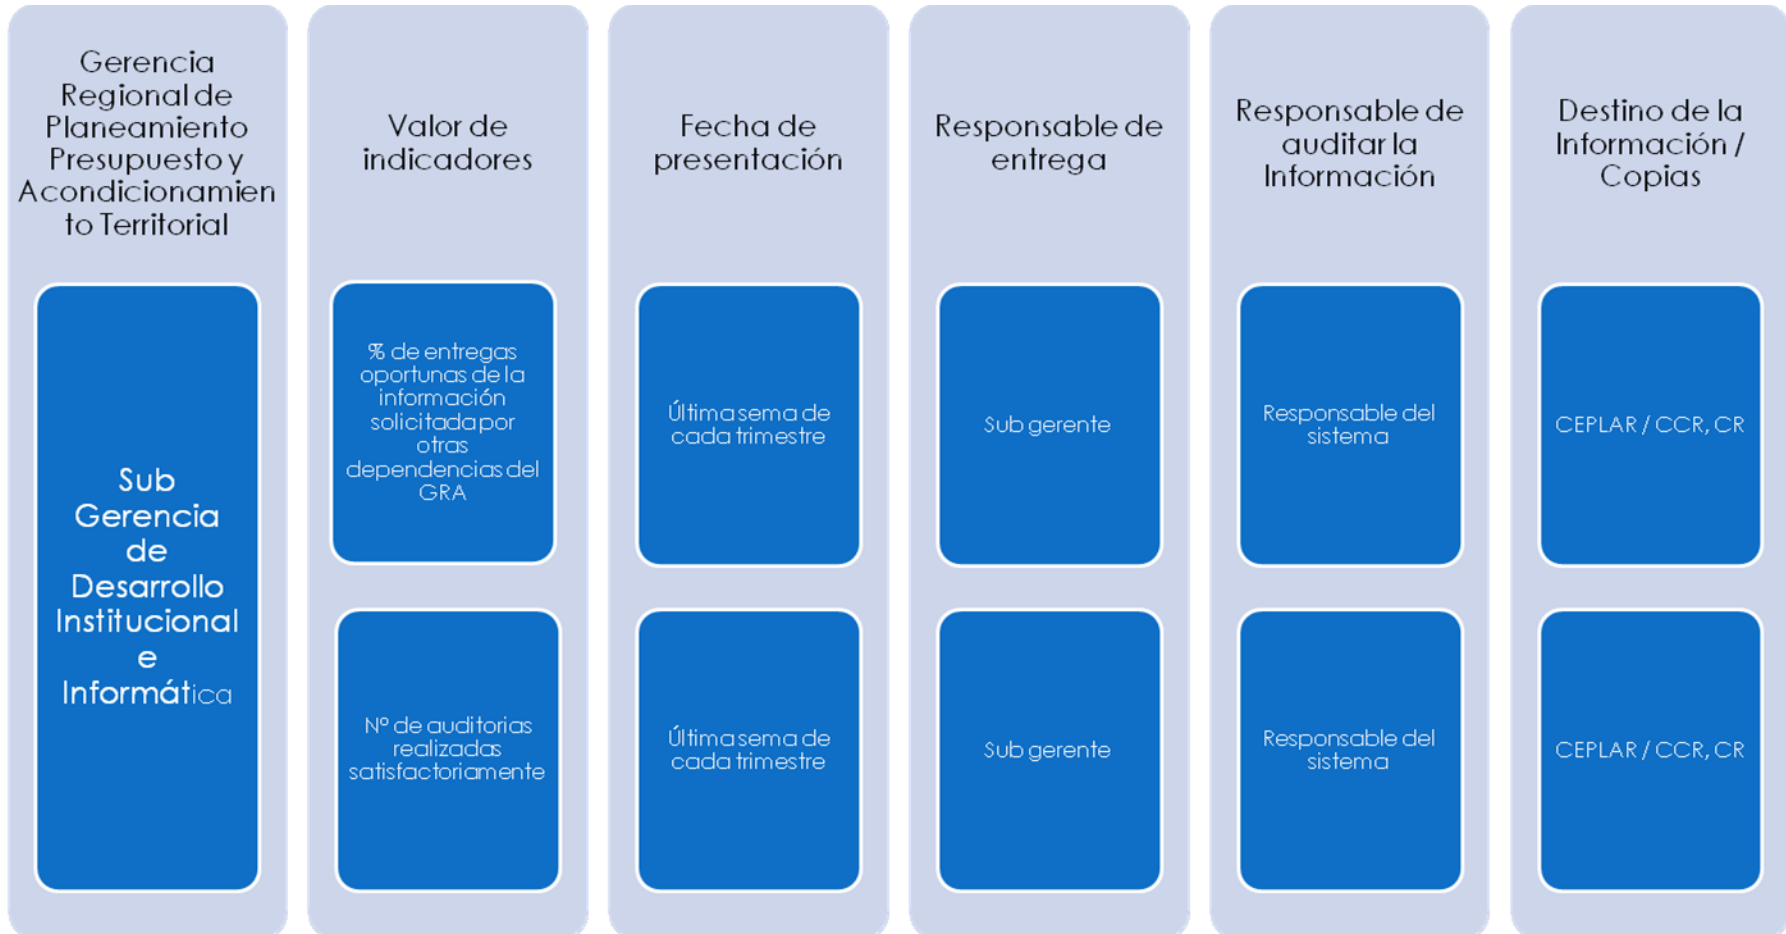 Gerencia
Regional de
Planeamiento
Presupuesto y
Acondicionamien
to Territorial
Sub
Gerencia
de
Desarrollo
Institucional
e
Informática
Valor de
indicadores
% de entregas
oportunas de la
información
solicitada por
otras
dependencias del
GRA
Nº de auditorias
realizadas
satisfactoriamente
Fecha de
presentación
Última sema de
cada trimestre
Última sema de
cada trimestre
Responsable de
entrega
Sub gerente
Sub gerente
Responsable de
auditar la
Información
Responsable del
sistema
Responsable del
sistema
Destino de la
Información /
Copias
CEPLAR / CCR, CR
CEPLAR / CCR, CR